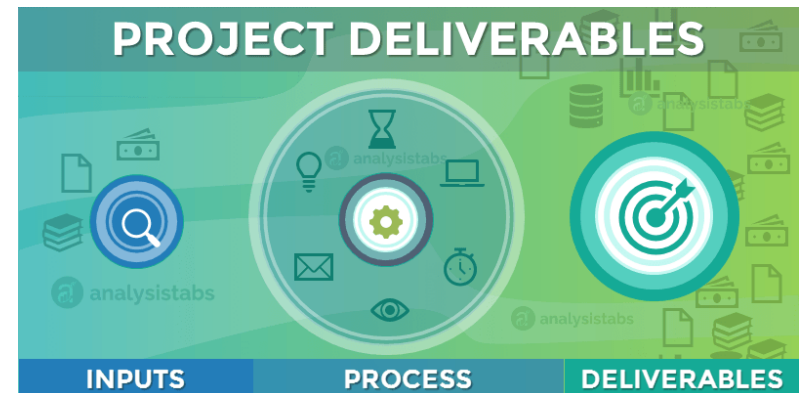 PROJECT DELIVERABLES
analysistabs
analysistabs
analysistabs
analysistabs
INPUTS
PROCESS
DELIVERABLES